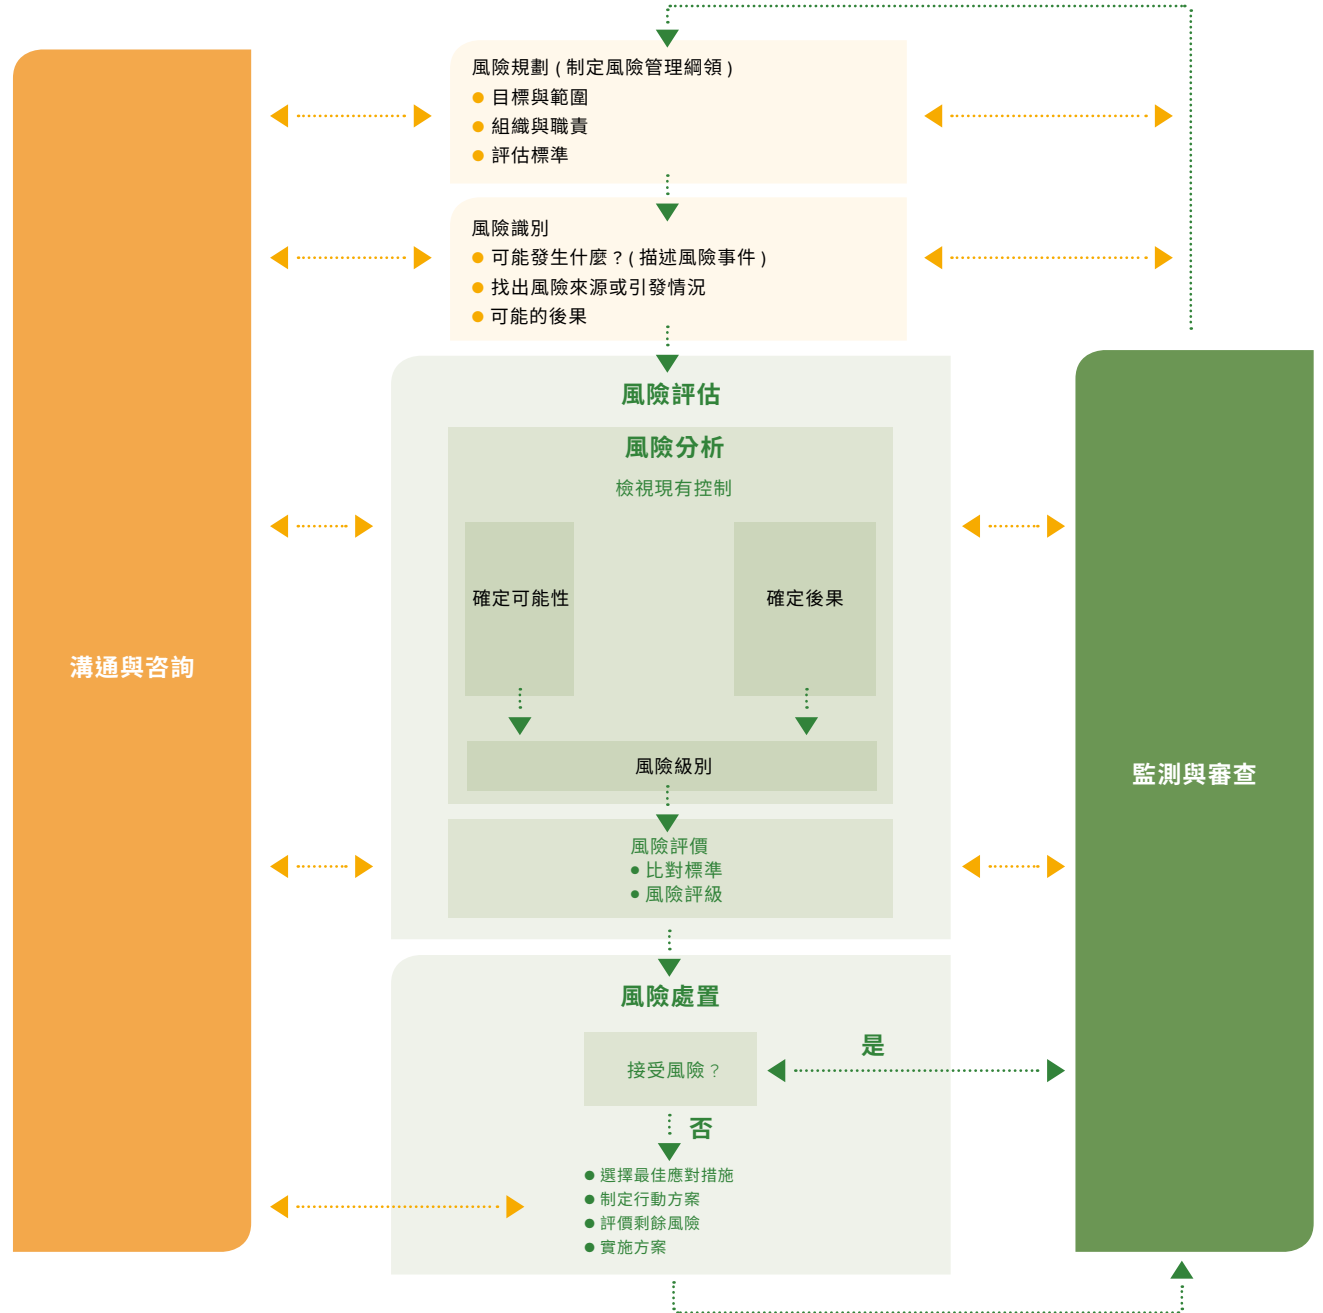 風險規劃 ( 制定風險管理綱領 )
● 目標與範圍
● 組織與職責
● 評估標準
風險識別
● 可能發生什麼 ? ( 描述風險事件 )
● 找出風險來源或引發情況
● 可能的後果
風險評估
風險分析
檢視現有控制
確定可能性
確定後果
溝通與咨詢
風險級別
監測與審查
風險評價
● 比對標準
● 風險評級
風險處置
是
接受風險 ?
否
● 選擇最佳應對措施
● 制定行動方案
● 評價剩餘風險
● 實施方案